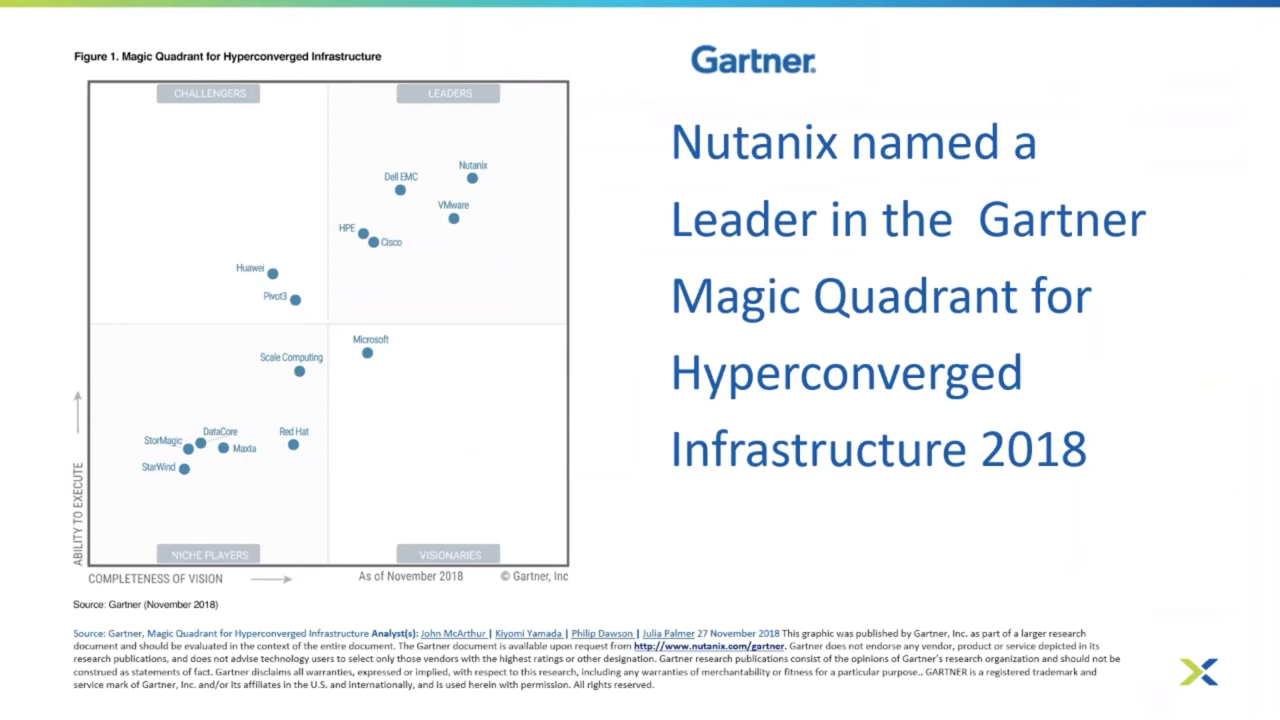 Figure 1. Magic Quadrant for Hyperconverged Infrastructure
CHALLENGERS
LEADERS
Nutanix
Dell EMC
VMware
HPE
Cisco
Huawei
Pivot3
Microsoft
Scale Computing
DataCore
Red Hat
StorMagic
Maxta
StarWind
ABILITY TO EXECUTE
NICHE PLAYERS
VISIONARIES
COMPLETENESS OF VISION
As of November 2018
© Gartner, Inc
Source: Gartner (November 2018)
Gartner.
Nutanix named a
Leader in the Gartner
Magic Quadrant for
Hyperconverged
Infrastructure 2018
Source: Gartner, Magic Quadrant for Hyperconverged Infrastructure Analyst(s): John McArthur | Kiyomi Yamada | Philip Dawson | Julia Palmer 27 November 2018 This graphic was published by Gartner, Inc. as part of a larger research
document and should be evaluated in the context of the entire document. The Gartner document is available upon request from http://www.nutanix.com/gartner. Gartner does not endorse any vendor, product or service depicted in its
research publications, and does not advise technology users to select only those vendors with the highest ratings or other designation. Gartner research publications consist of the opinions of Gartner's research organization and should not be
construed as statements of fact. Gartner disclaims all warranties, expressed or implied, with respect to this research, including any warranties of merchantability or fitness for a particular purpose.. GARTNER is a registered trademark and
service mark of Gartner, Inc. and/or its affiliates in the U.S. and internationally, and is used herein with permission. All rights reserved.